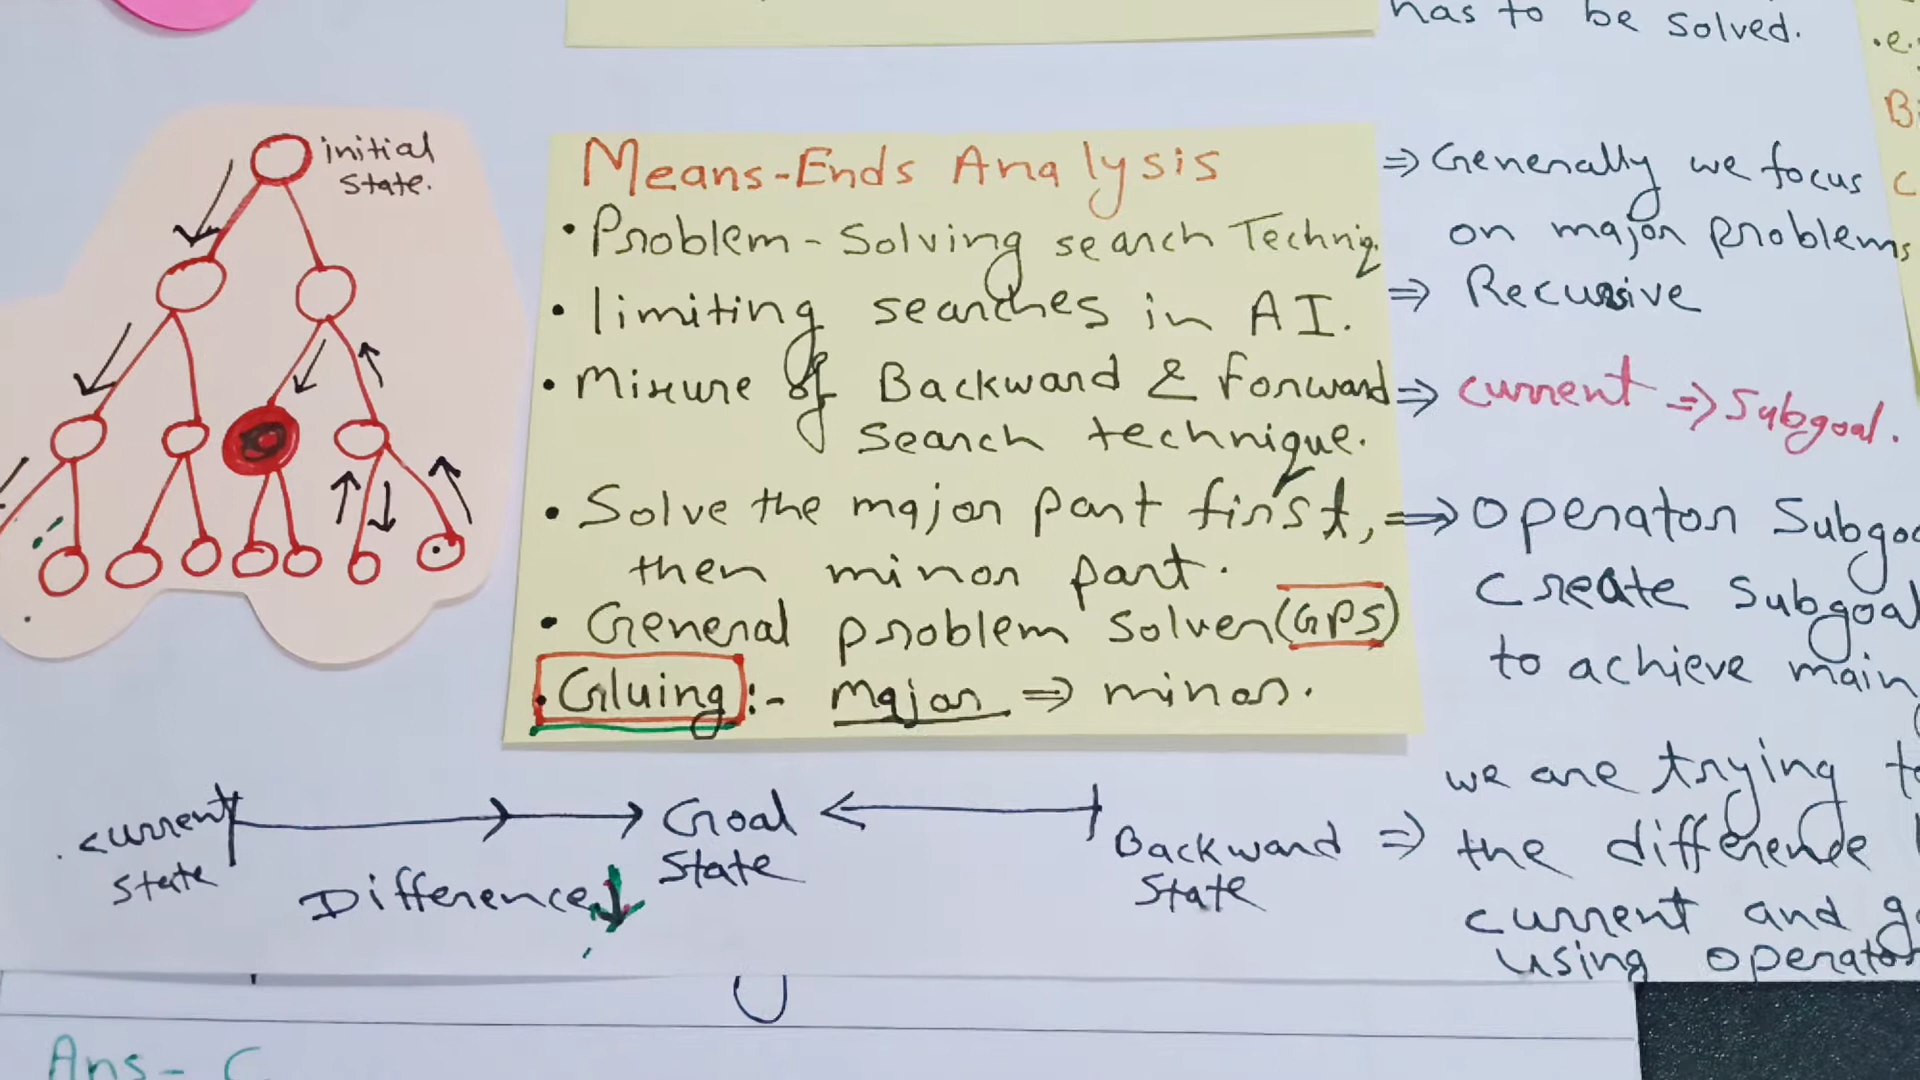 has to be solved.
.e.
B
C
initial
state.
Means-Ends Analysis
• Problem-Solving search Techniq.
• limiting searches in AI.
• Mixure of Backward & Forward
search technique.
• Solve the major part first,
then minor part.
• General problem solver (GPS)
• Gluing :- Major ⇒ minor.
⇒ Generally we focus
on major problems
⇒ Recursive
⇒ current ⇒ Subgoal.
⇒ Operator Subgoa
Create Subgoal
to achieve main
current
state
Difference ↓
Goal
State
Backward
State
⇒ we are trying t
the difference
current and go
using operator
Ans- C